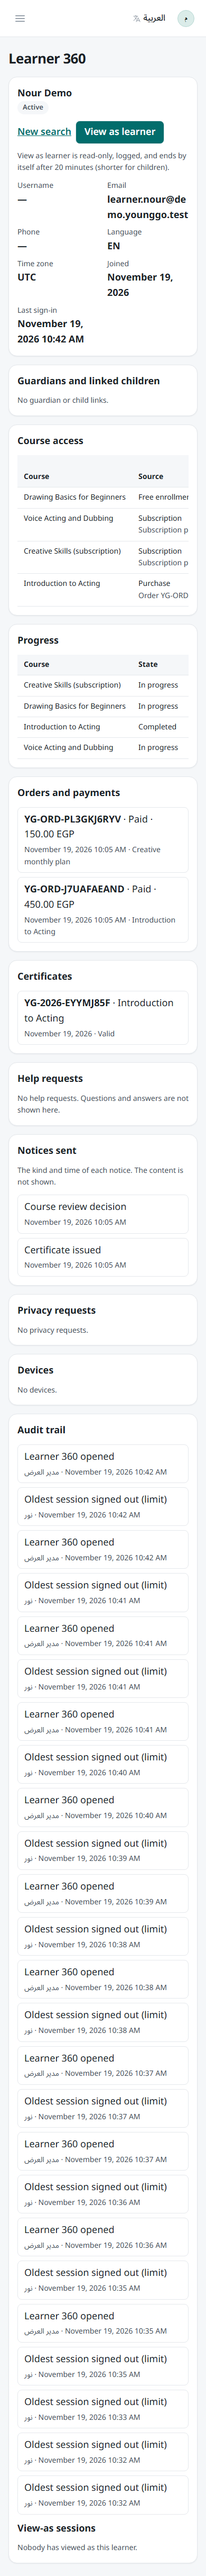 العربية
م
Learner 360
Nour Demo
Active
New search
View as learner
View as learner is read-only, logged, and ends by
itself after 20 minutes (shorter for children).
Username
—
Email
learner.nour@de
mo.younggo.test
Phone
—
Language
EN
Time zone
UTC
Joined
November 19,
2026
Last sign-in
November 19,
2026 10:42 AM
Guardians and linked children
No guardian or child links.
Course access
Course Source
Drawing Basics for Beginners Free enrollmer
Voice Acting and Dubbing Subscription
Subscription p
Creative Skills (subscription) Subscription
Subscription p
Introduction to Acting Purchase
Order YG-ORD
Progress
Course State
Creative Skills (subscription) In progress
Drawing Basics for Beginners In progress
Introduction to Acting Completed
Voice Acting and Dubbing In progress
Orders and payments
YG-ORD-PL3GKJ6RYV · Paid ·
150.00 EGP
November 19, 2026 10:05 AM · Creative
monthly plan
YG-ORD-J7UAFAEAND · Paid ·
450.00 EGP
November 19, 2026 10:05 AM · Introduction
to Acting
Certificates
YG-2026-EYYMJ85F · Introduction
to Acting
November 19, 2026 · Valid
Help requests
No help requests. Questions and answers are not
shown here.
Notices sent
The kind and time of each notice. The content is
not shown.
Course review decision
November 19, 2026 10:05 AM
Certificate issued
November 19, 2026 10:05 AM
Privacy requests
No privacy requests.
Devices
No devices.
Audit trail
Learner 360 opened
مدير العرض · November 19, 2026 10:42 AM
Oldest session signed out (limit)
نور · November 19, 2026 10:42 AM
Learner 360 opened
مدير العرض · November 19, 2026 10:42 AM
Oldest session signed out (limit)
نور · November 19, 2026 10:41 AM
Learner 360 opened
مدير العرض · November 19, 2026 10:41 AM
Oldest session signed out (limit)
نور · November 19, 2026 10:41 AM
Learner 360 opened
مدير العرض · November 19, 2026 10:41 AM
Oldest session signed out (limit)
نور · November 19, 2026 10:40 AM
Learner 360 opened
مدير العرض · November 19, 2026 10:40 AM
Oldest session signed out (limit)
نور · November 19, 2026 10:39 AM
Learner 360 opened
مدير العرض · November 19, 2026 10:39 AM
Oldest session signed out (limit)
نور · November 19, 2026 10:38 AM
Learner 360 opened
مدير العرض · November 19, 2026 10:38 AM
Oldest session signed out (limit)
نور · November 19, 2026 10:38 AM
Learner 360 opened
مدير العرض · November 19, 2026 10:37 AM
Oldest session signed out (limit)
نور · November 19, 2026 10:37 AM
Learner 360 opened
مدير العرض · November 19, 2026 10:37 AM
Oldest session signed out (limit)
نور · November 19, 2026 10:36 AM
Learner 360 opened
مدير العرض · November 19, 2026 10:36 AM
Oldest session signed out (limit)
نور · November 19, 2026 10:35 AM
Learner 360 opened
مدير العرض · November 19, 2026 10:35 AM
Oldest session signed out (limit)
نور · November 19, 2026 10:35 AM
Oldest session signed out (limit)
نور · November 19, 2026 10:33 AM
Oldest session signed out (limit)
نور · November 19, 2026 10:32 AM
Oldest session signed out (limit)
نور · November 19, 2026 10:32 AM
View-as sessions
Nobody has viewed as this learner.